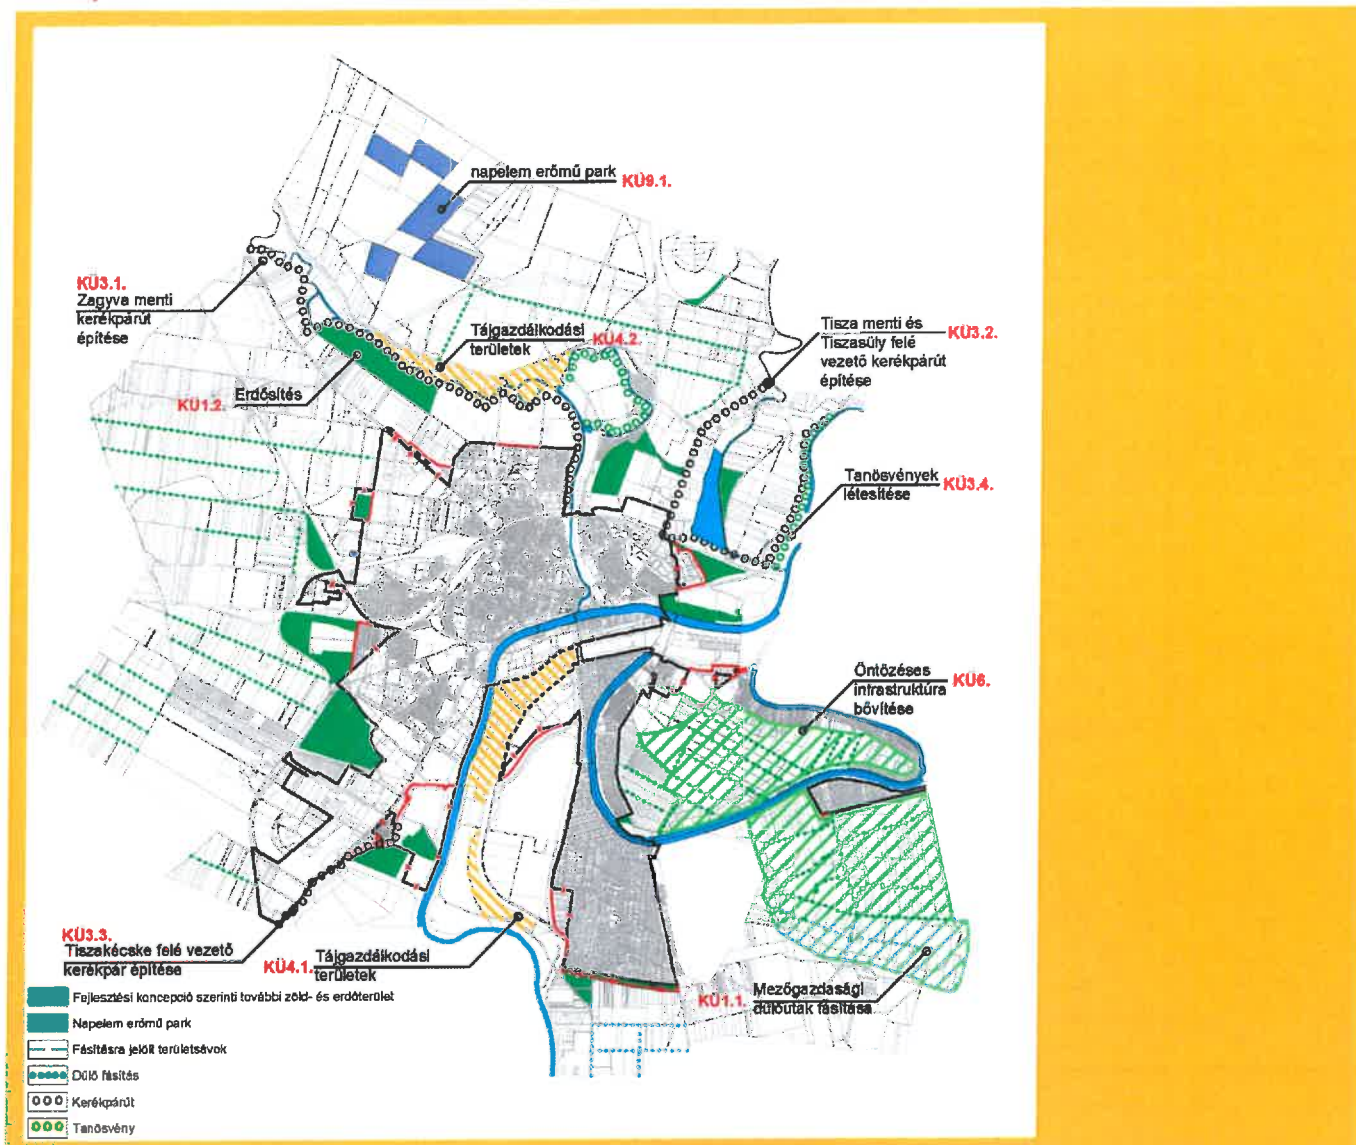 napelem erőmű park KÜ9.1.
KÜ3.1.
Zagyva menti
kerékpárút
építése
Tájgazdálkodási
területek
KÜ4.2.
Tisza menti és
Tiszasüly felé
vezető kerékpárút
építése
KÜ3.2.
Erdősítés
KÜ1.2.
Tanösvények
létesítése
KÜ3.4.
Öntözéses
infrastruktúra
bővítése
KÜ6.
KÜ3.3.
Tiszakécske felé vezető
kerékpár építése
KÜ4.1.
Tájgazdálkodási
területek
KÜ1.1.
Mezőgazdasági
dűlőutak fásítása
Fejlesztési koncepció szerinti további zöld- és erdőterület
Napelem erőmű park
Fásításra jelölt területsávok
Dűlő fásítás
Kerékpárút
Tanösvény